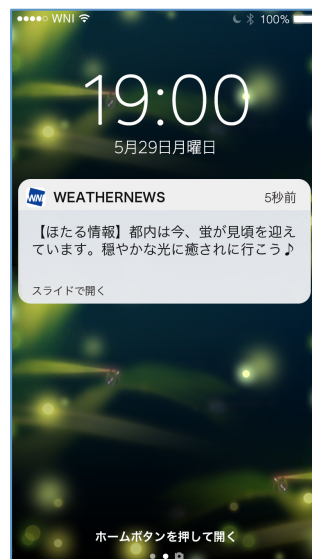 WNI
100%
19:00
5月29日月曜日
WNI WEATHERNEWS 5秒前
【ほたる情報】都内は今、蛍が見頃を迎え
ています。穏やかな光に癒されに行こう♪
スライドで開く
ホームボタンを押して開く